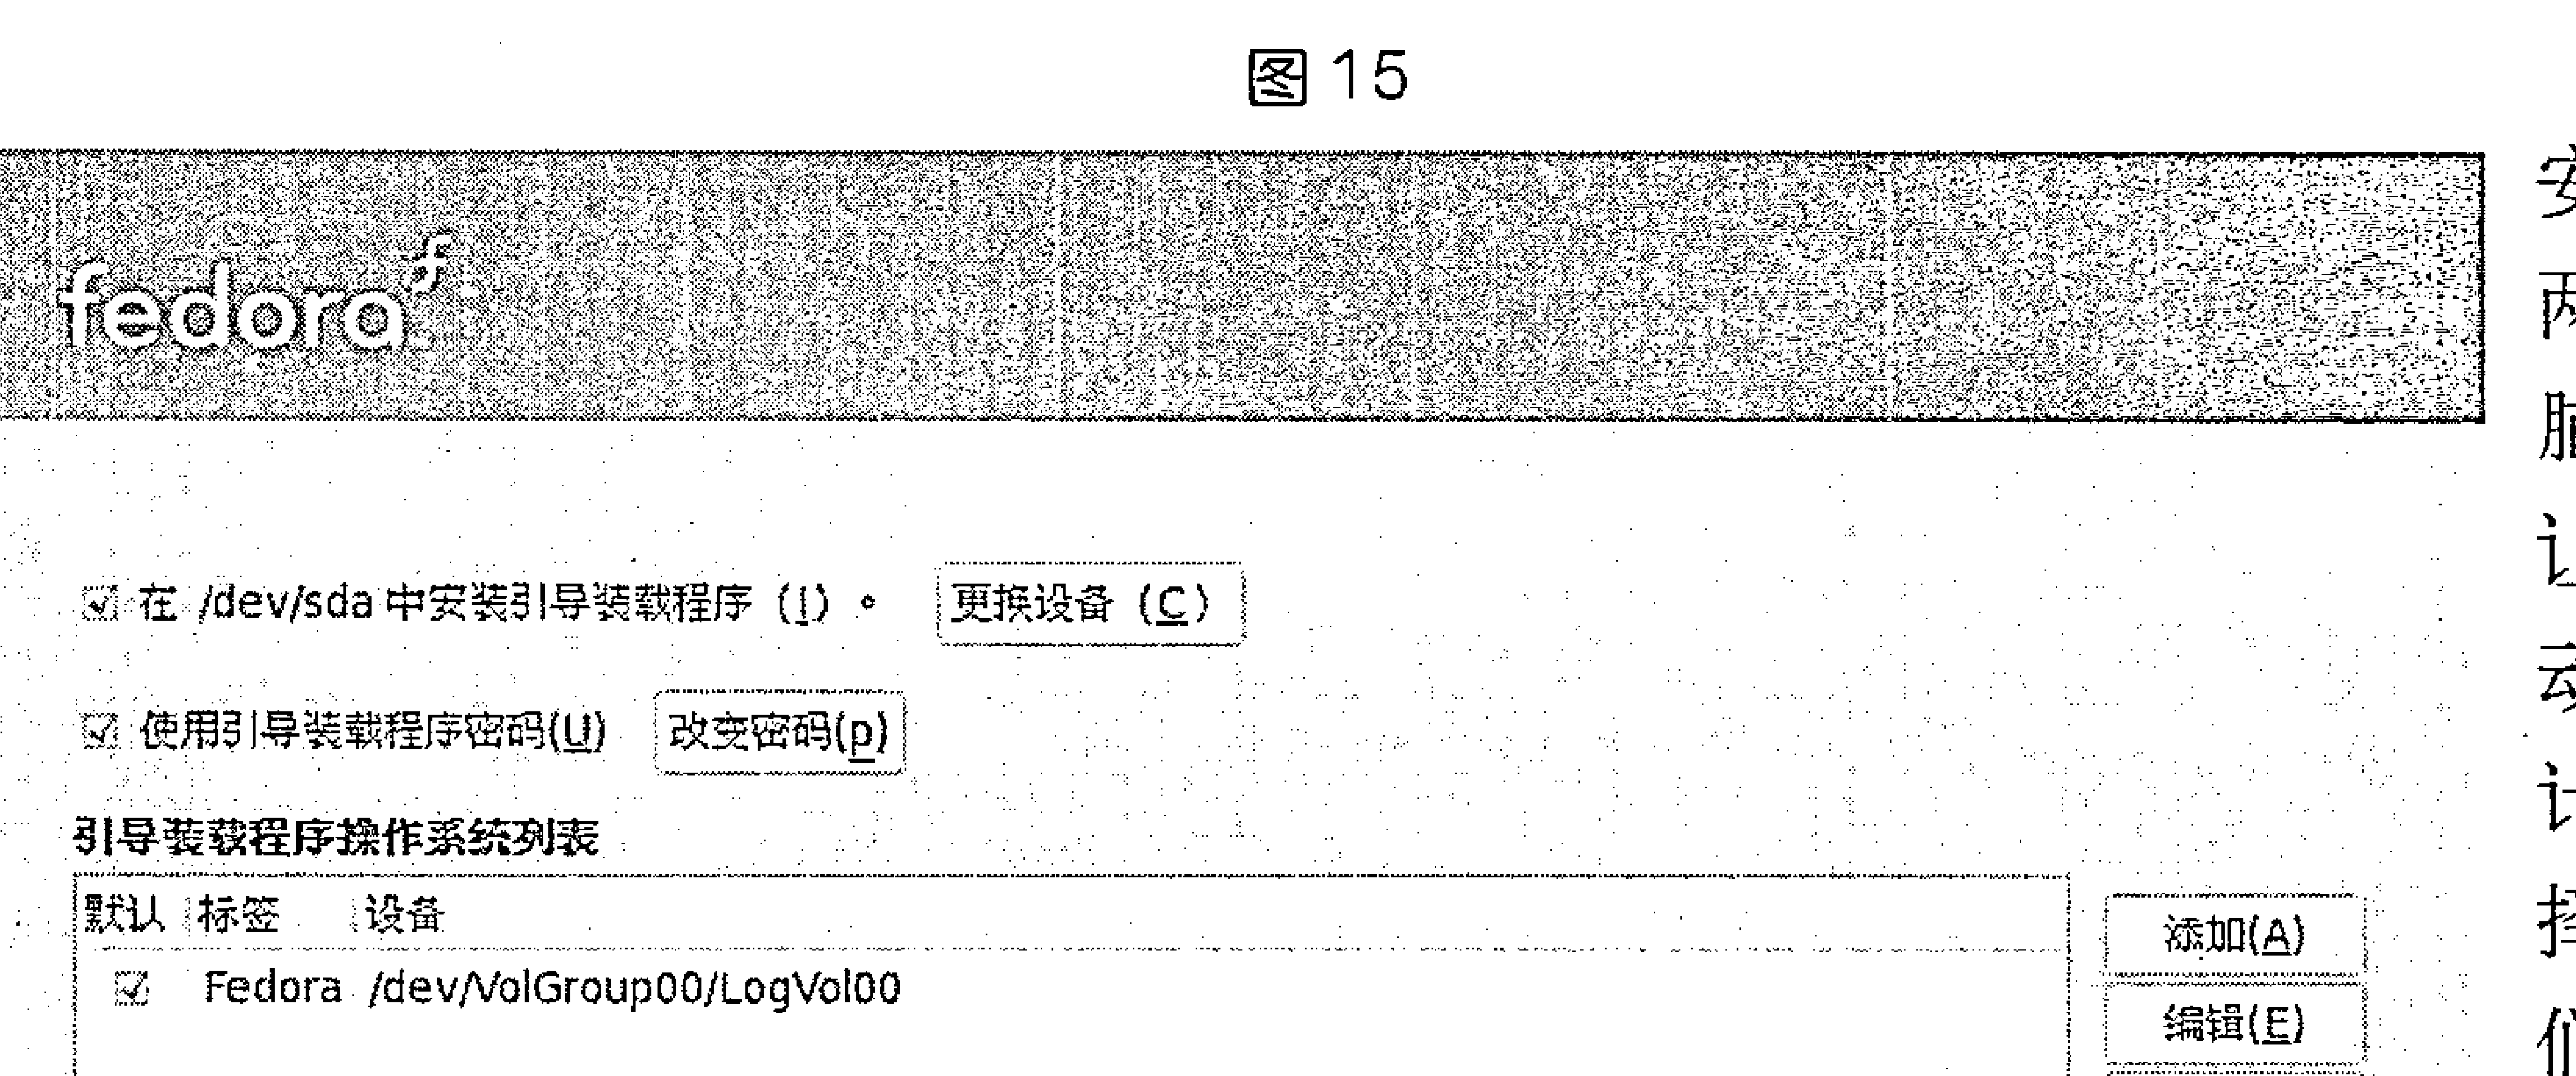 图 15
fedora
在 /dev/sda 中安装引导装载程序 (I) 。 更换设备 (C)
使用引导装载程序密码(U) 改变密码(p)
引导装载程序操作系统列表
默认 标签 设备
添加(A)
Fedora /dev/VolGroup00/LogVol00
编辑(E)